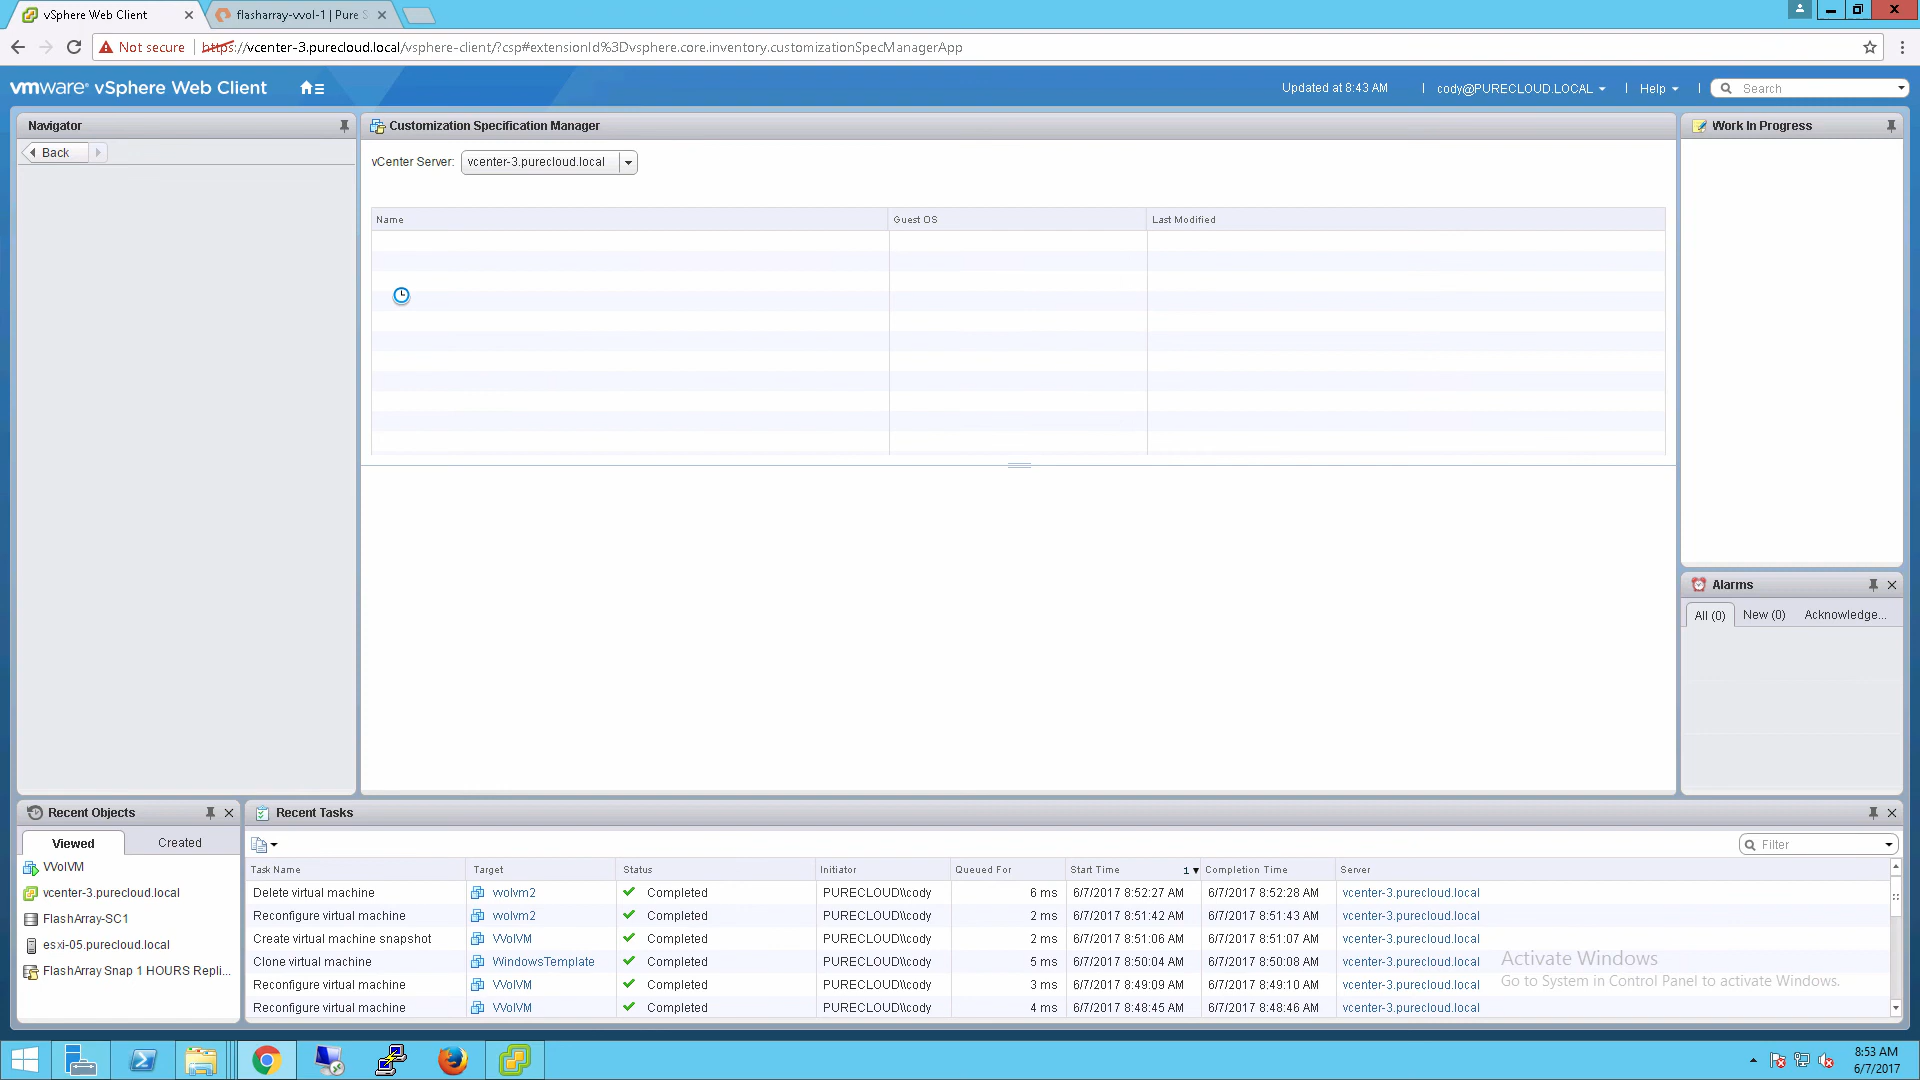 vSphere Web Client
flasharray-vvol-1 | Pure S
Not secure
https://vcenter-3.purecloud.local/vsphere-client/?csp#extensionId%3Dvsphere.core.inventory.customizationSpecManagerApp
vmware® vSphere Web Client
Updated at 8:43 AM
cody@PURECLOUD.LOCAL
Help
Search
Navigator
Back
Customization Specification Manager
vCenter Server:
vcenter-3.purecloud.local
Name
Guest OS
Last Modified
Work In Progress
Alarms
All (0)
New (0)
Acknowledge...
Recent Objects
Viewed
Created
VVolVM
vcenter-3.purecloud.local
FlashArray-SC1
esxi-05.purecloud.local
FlashArray Snap 1 HOURS Repli...
Recent Tasks
Filter
Task Name Target Status Initiator Queued For Start Time 1 Completion Time Server
Delete virtual machine vvolvm2 Completed PURECLOUD\\cody 6 ms 6/7/2017 8:52:27 AM 6/7/2017 8:52:28 AM vcenter-3.purecloud.local
Reconfigure virtual machine vvolvm2 Completed PURECLOUD\\cody 2 ms 6/7/2017 8:51:42 AM 6/7/2017 8:51:43 AM vcenter-3.purecloud.local
Create virtual machine snapshot VVolVM Completed PURECLOUD\\cody 2 ms 6/7/2017 8:51:06 AM 6/7/2017 8:51:07 AM vcenter-3.purecloud.local
Clone virtual machine WindowsTemplate Completed PURECLOUD\\cody 5 ms 6/7/2017 8:50:04 AM 6/7/2017 8:50:08 AM vcenter-3.purecloud.local
Reconfigure virtual machine VVolVM Completed PURECLOUD\\cody 3 ms 6/7/2017 8:49:09 AM 6/7/2017 8:49:10 AM vcenter-3.purecloud.local
Reconfigure virtual machine VVolVM Completed PURECLOUD\\cody 4 ms 6/7/2017 8:48:45 AM 6/7/2017 8:48:46 AM vcenter-3.purecloud.local
Activate Windows
Go to System in Control Panel to activate Windows.
8:53 AM
6/7/2017